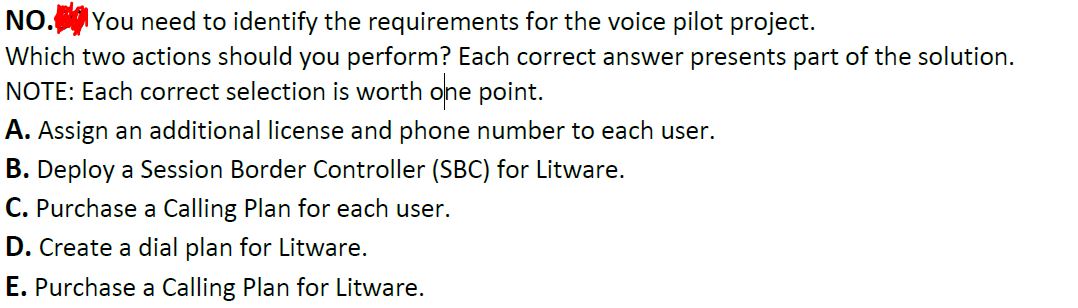 NO. You need to identify the requirements for the voice pilot project.
Which two actions should you perform? Each correct answer presents part of the solution.
NOTE: Each correct selection is worth one point.
A. Assign an additional license and phone number to each user.
B. Deploy a Session Border Controller (SBC) for Litware.
C. Purchase a Calling Plan for each user.
D. Create a dial plan for Litware.
E. Purchase a Calling Plan for Litware.